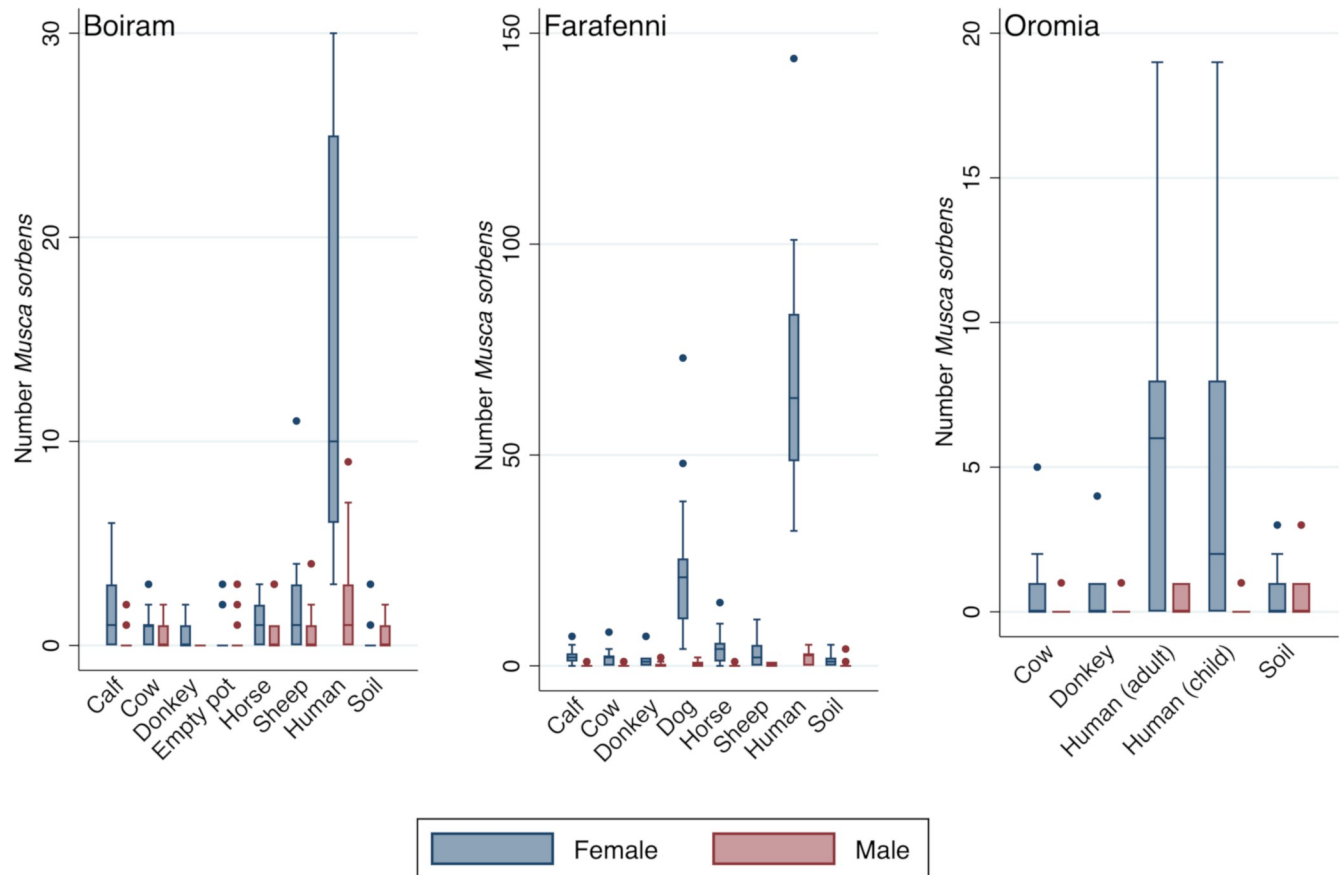 Boiram
Number Musca sorbens
30
20
10
0
Calf
Cow
Donkey
Empty pot
Horse
Sheep
Human
Soil
Farafenni
Number Musca sorbens
150
100
50
0
Calf
Cow
Donkey
Dog
Horse
Sheep
Human
Soil
Oromia
Number Musca sorbens
20
15
10
5
0
Cow
Donkey
Human (adult)
Human (child)
Soil
Female
Male